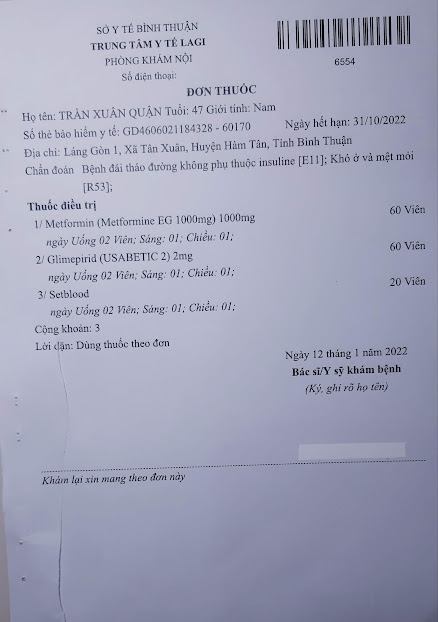 SỞ Y TẾ BÌNH THUẬN
TRUNG TÂM Y TẾ LAGI
PHÒNG KHÁM NỘI
Số điện thoại:
6554
ĐƠN THUỐC
Họ tên: TRẦN XUÂN QUẬN Tuổi: 47 Giới tính: Nam
Số thẻ bảo hiểm y tế: GD4606021184328 - 60170 Ngày hết hạn: 31/10/2022
Địa chỉ: Láng Gòn 1, Xã Tân Xuân, Huyện Hàm Tân, Tỉnh Bình Thuận
Chẩn đoán Bệnh đái tháo đường không phụ thuộc insuline [E11]; Khó ở và mệt mỏi
[R53];
Thuốc điều trị
1/ Metformin (Metformine EG 1000mg) 1000mg 60 Viên
ngày Uống 02 Viên; Sáng: 01; Chiều: 01;
2/ Glimepirid (USABETIC 2) 2mg 60 Viên
ngày Uống 02 Viên; Sáng: 01; Chiều: 01;
3/ Setblood 20 Viên
ngày Uống 02 Viên; Sáng: 01; Chiều: 01;
Cộng khoản: 3
Lời dặn: Dùng thuốc theo đơn
Ngày 12 tháng 1 năm 2022
Bác sĩ/Y sỹ khám bệnh
(Ký, ghi rõ họ tên)
Khám lại xin mang theo đơn này